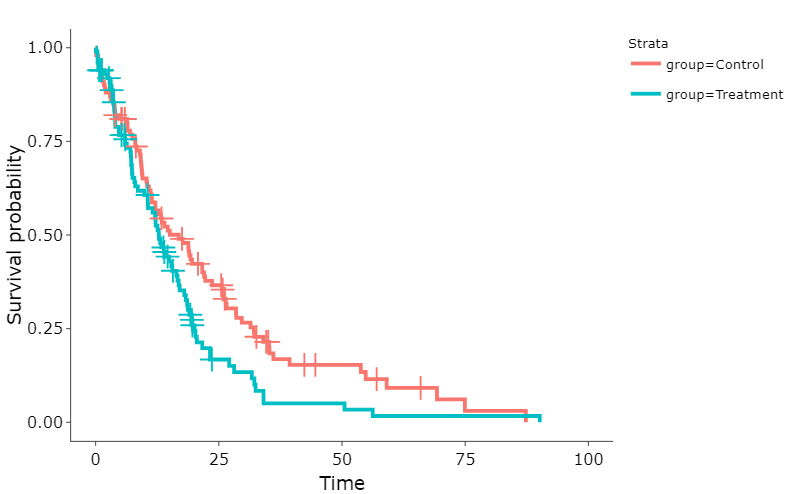 Strata
group=Control
group=Treatment
Survival probability
1.00
0.75
0.50
0.25
0.00
0 25 50 75 100
Time